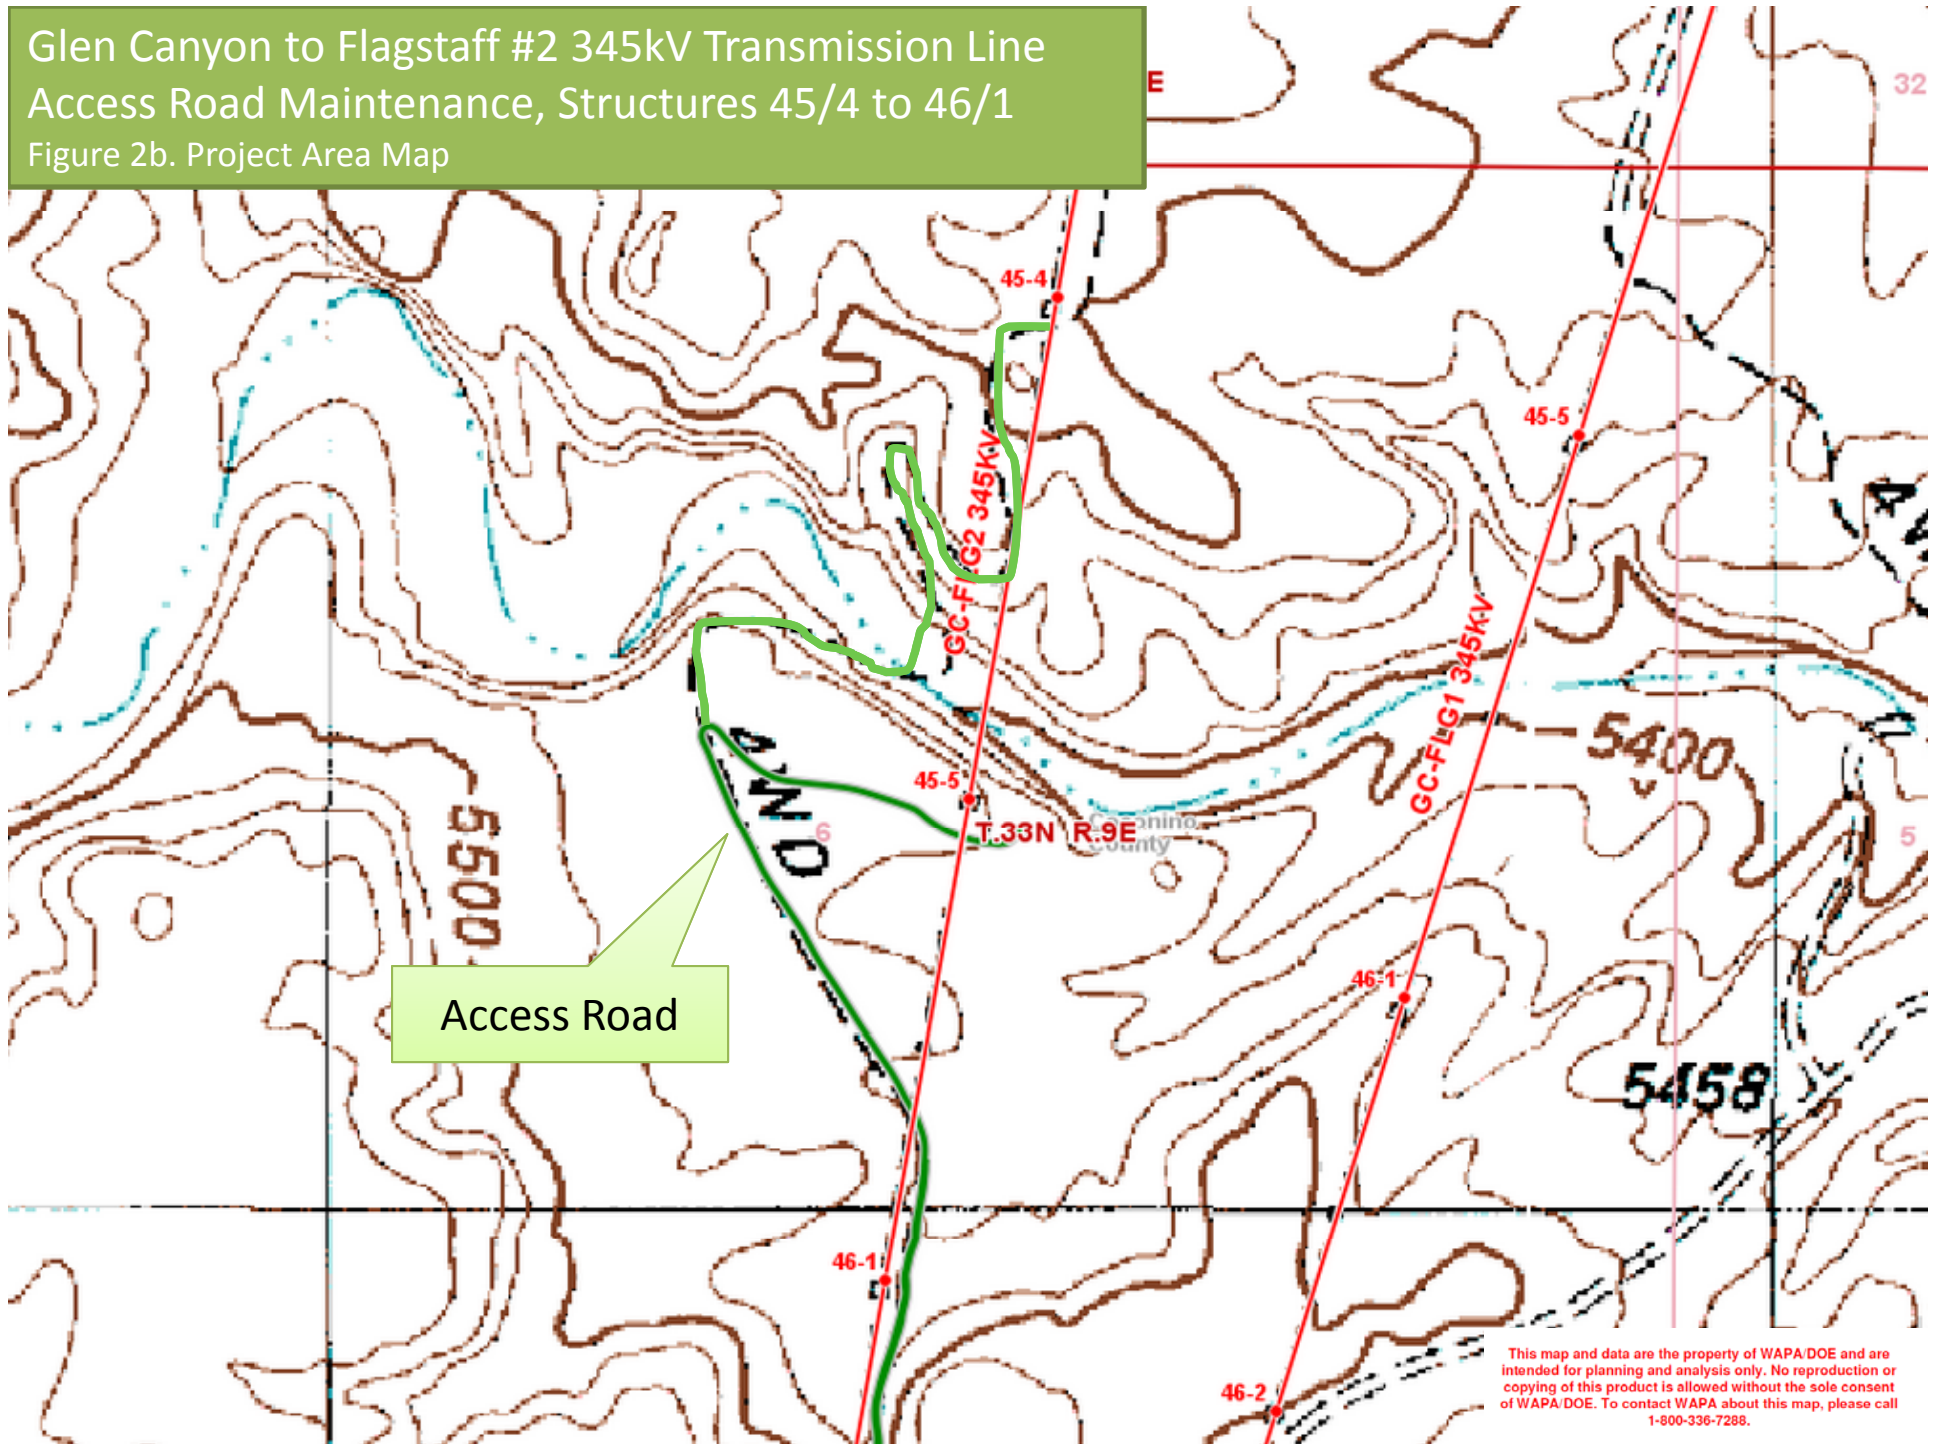 Glen Canyon to Flagstaff #2 345kV Transmission Line
Access Road Maintenance, Structures 45/4 to 46/1
Figure 2b. Project Area Map
E
32
45-4
45-5
GC-FLG2 345KV
GC-FLG1 345KV
5400
45-5
6
T.33N R.9E
Coconino
County
5
5500
Access Road
46-1
5458
46-1
46-2
This map and data are the property of WAPA/DOE and are
intended for planning and analysis only. No reproduction or
copying of this product is allowed without the sole consent
of WAPA/DOE. To contact WAPA about this map, please call
1-800-336-7288.